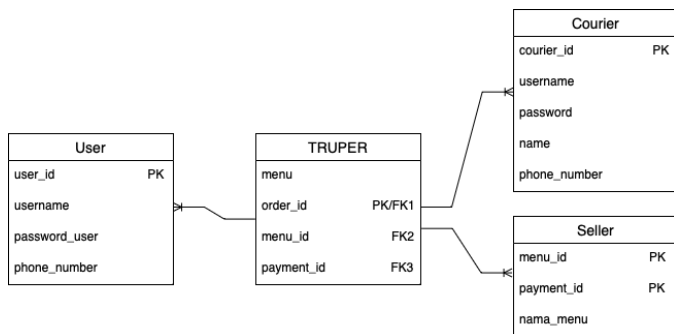 User
user_id PK
username
password_user
phone_number
TRUPER
menu
order_id PK/FK1
menu_id FK2
payment_id FK3
Courier
courier_id PK
username
password
name
phone_number
Seller
menu_id PK
payment_id PK
nama_menu